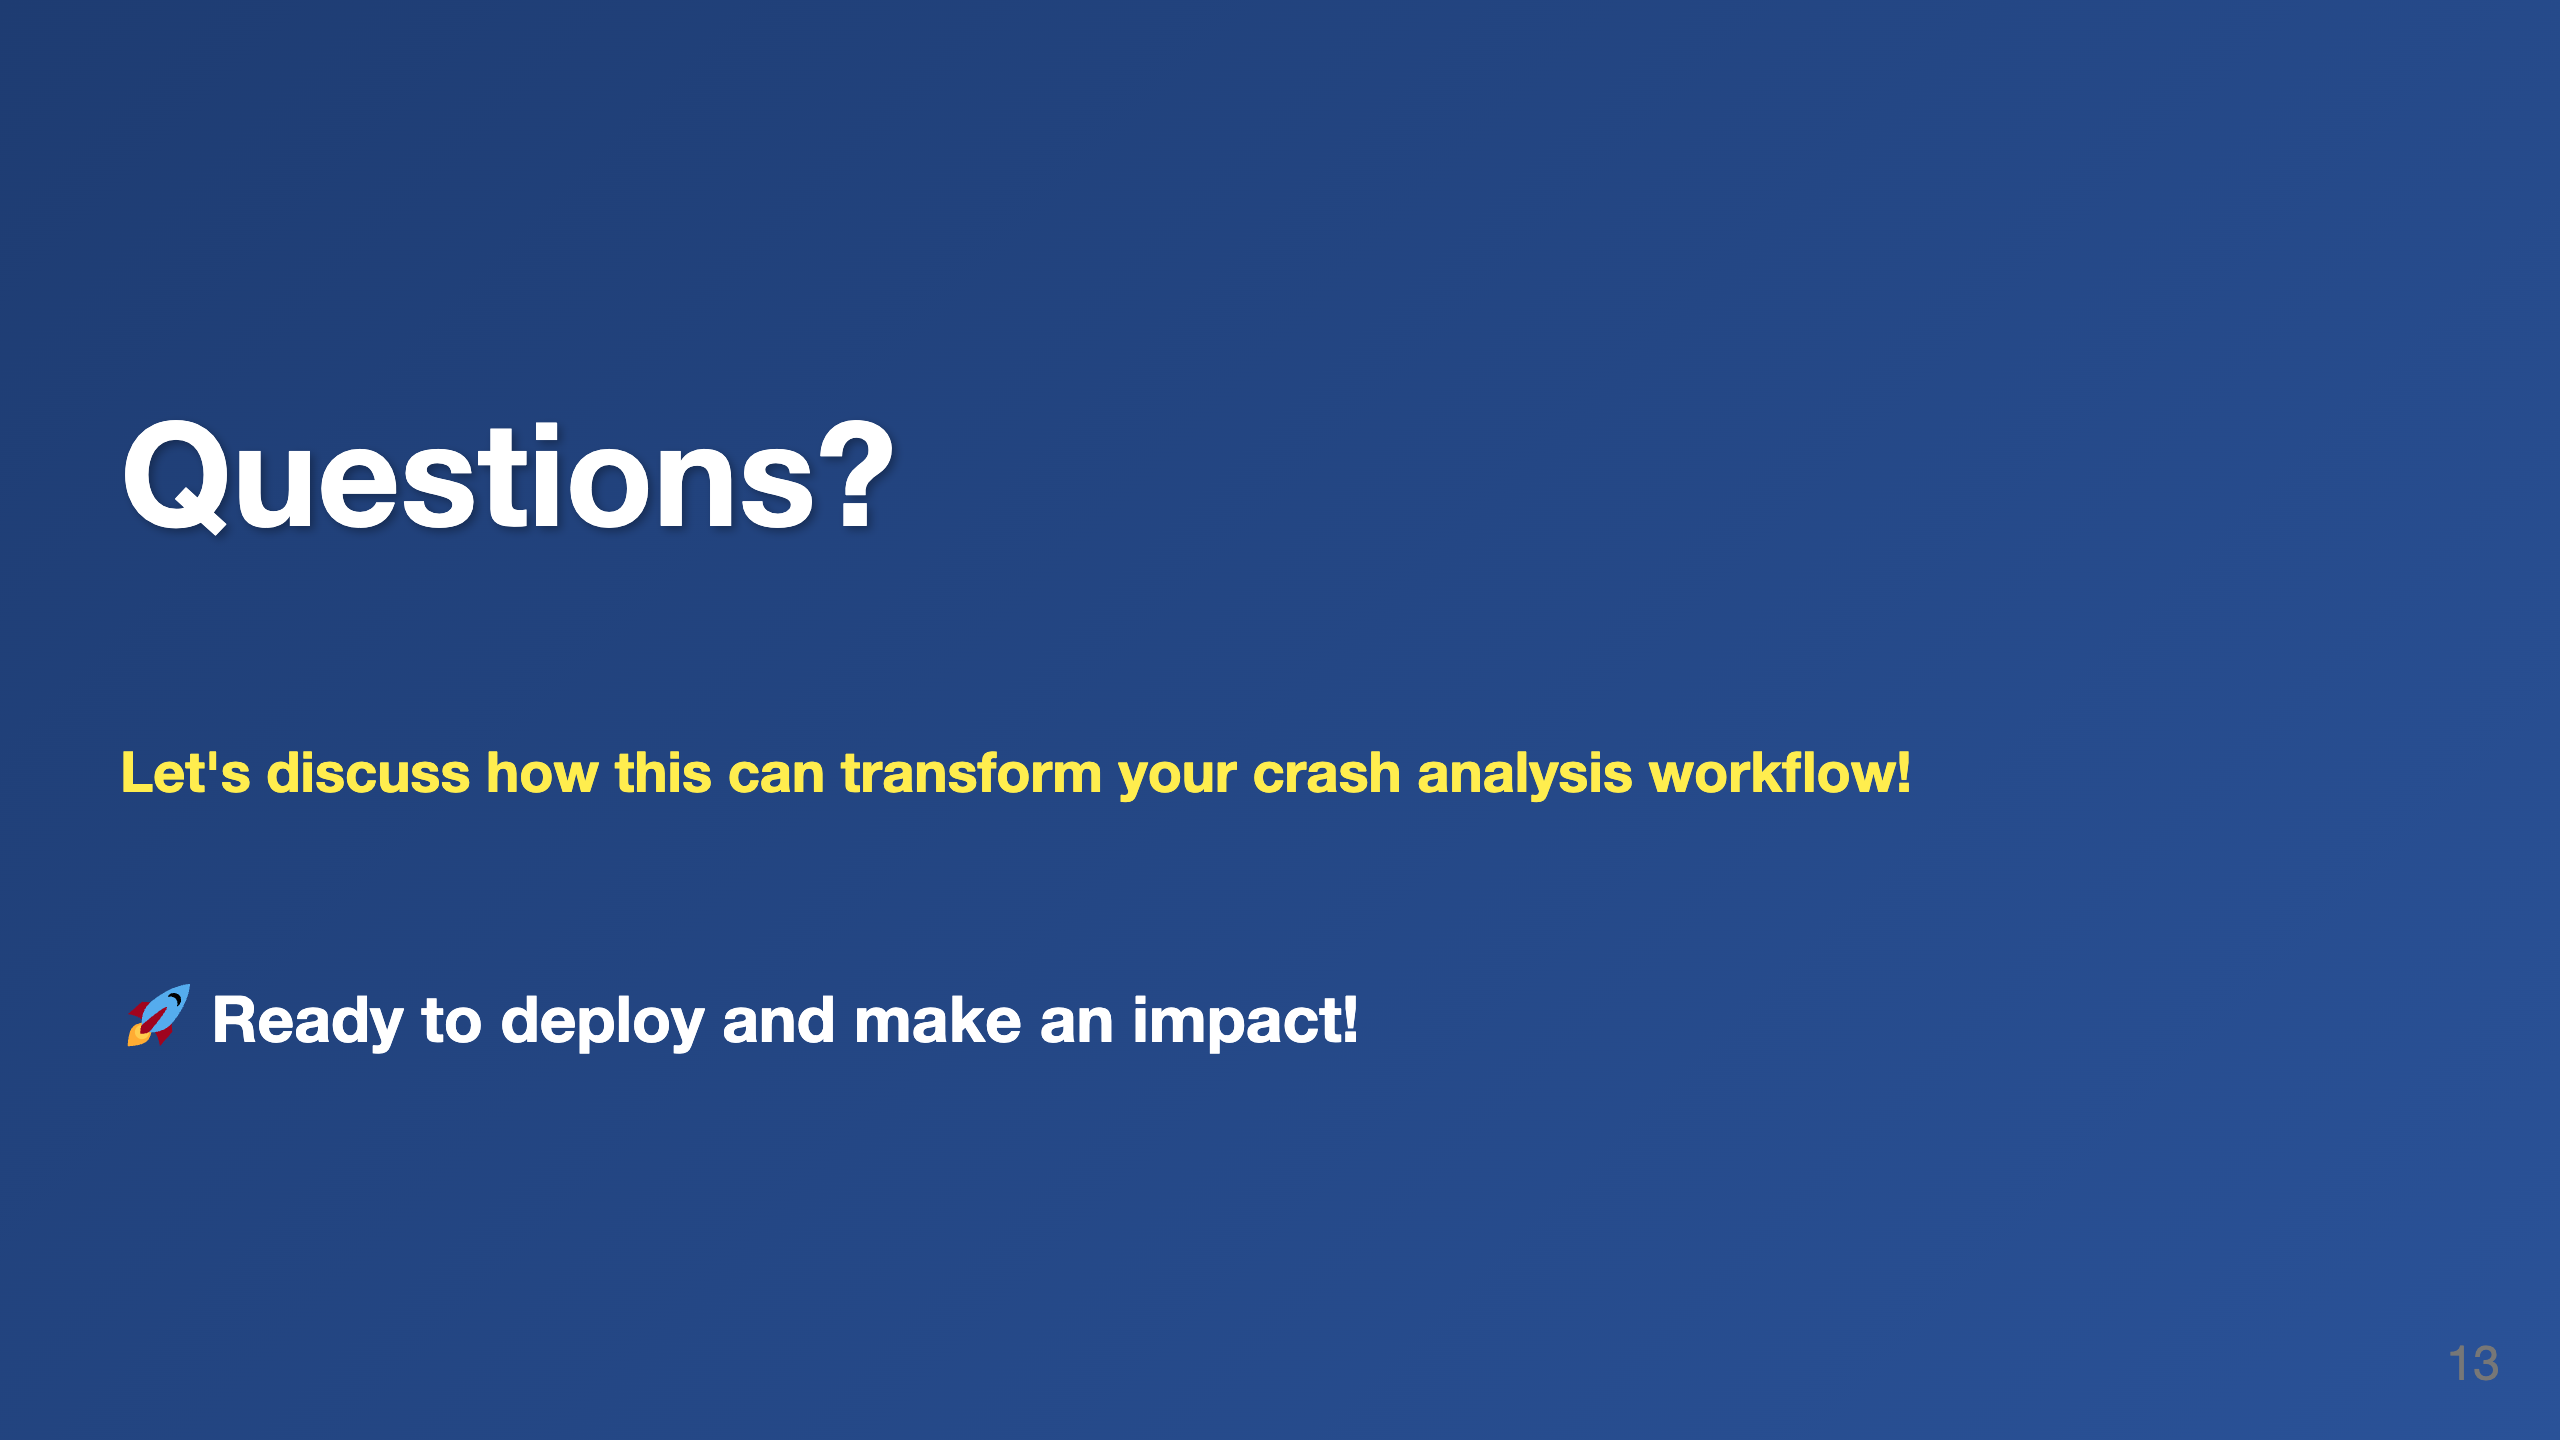 Questions?
Let's discuss how this can transform your crash analysis workflow!
🚀 Ready to deploy and make an impact!
13